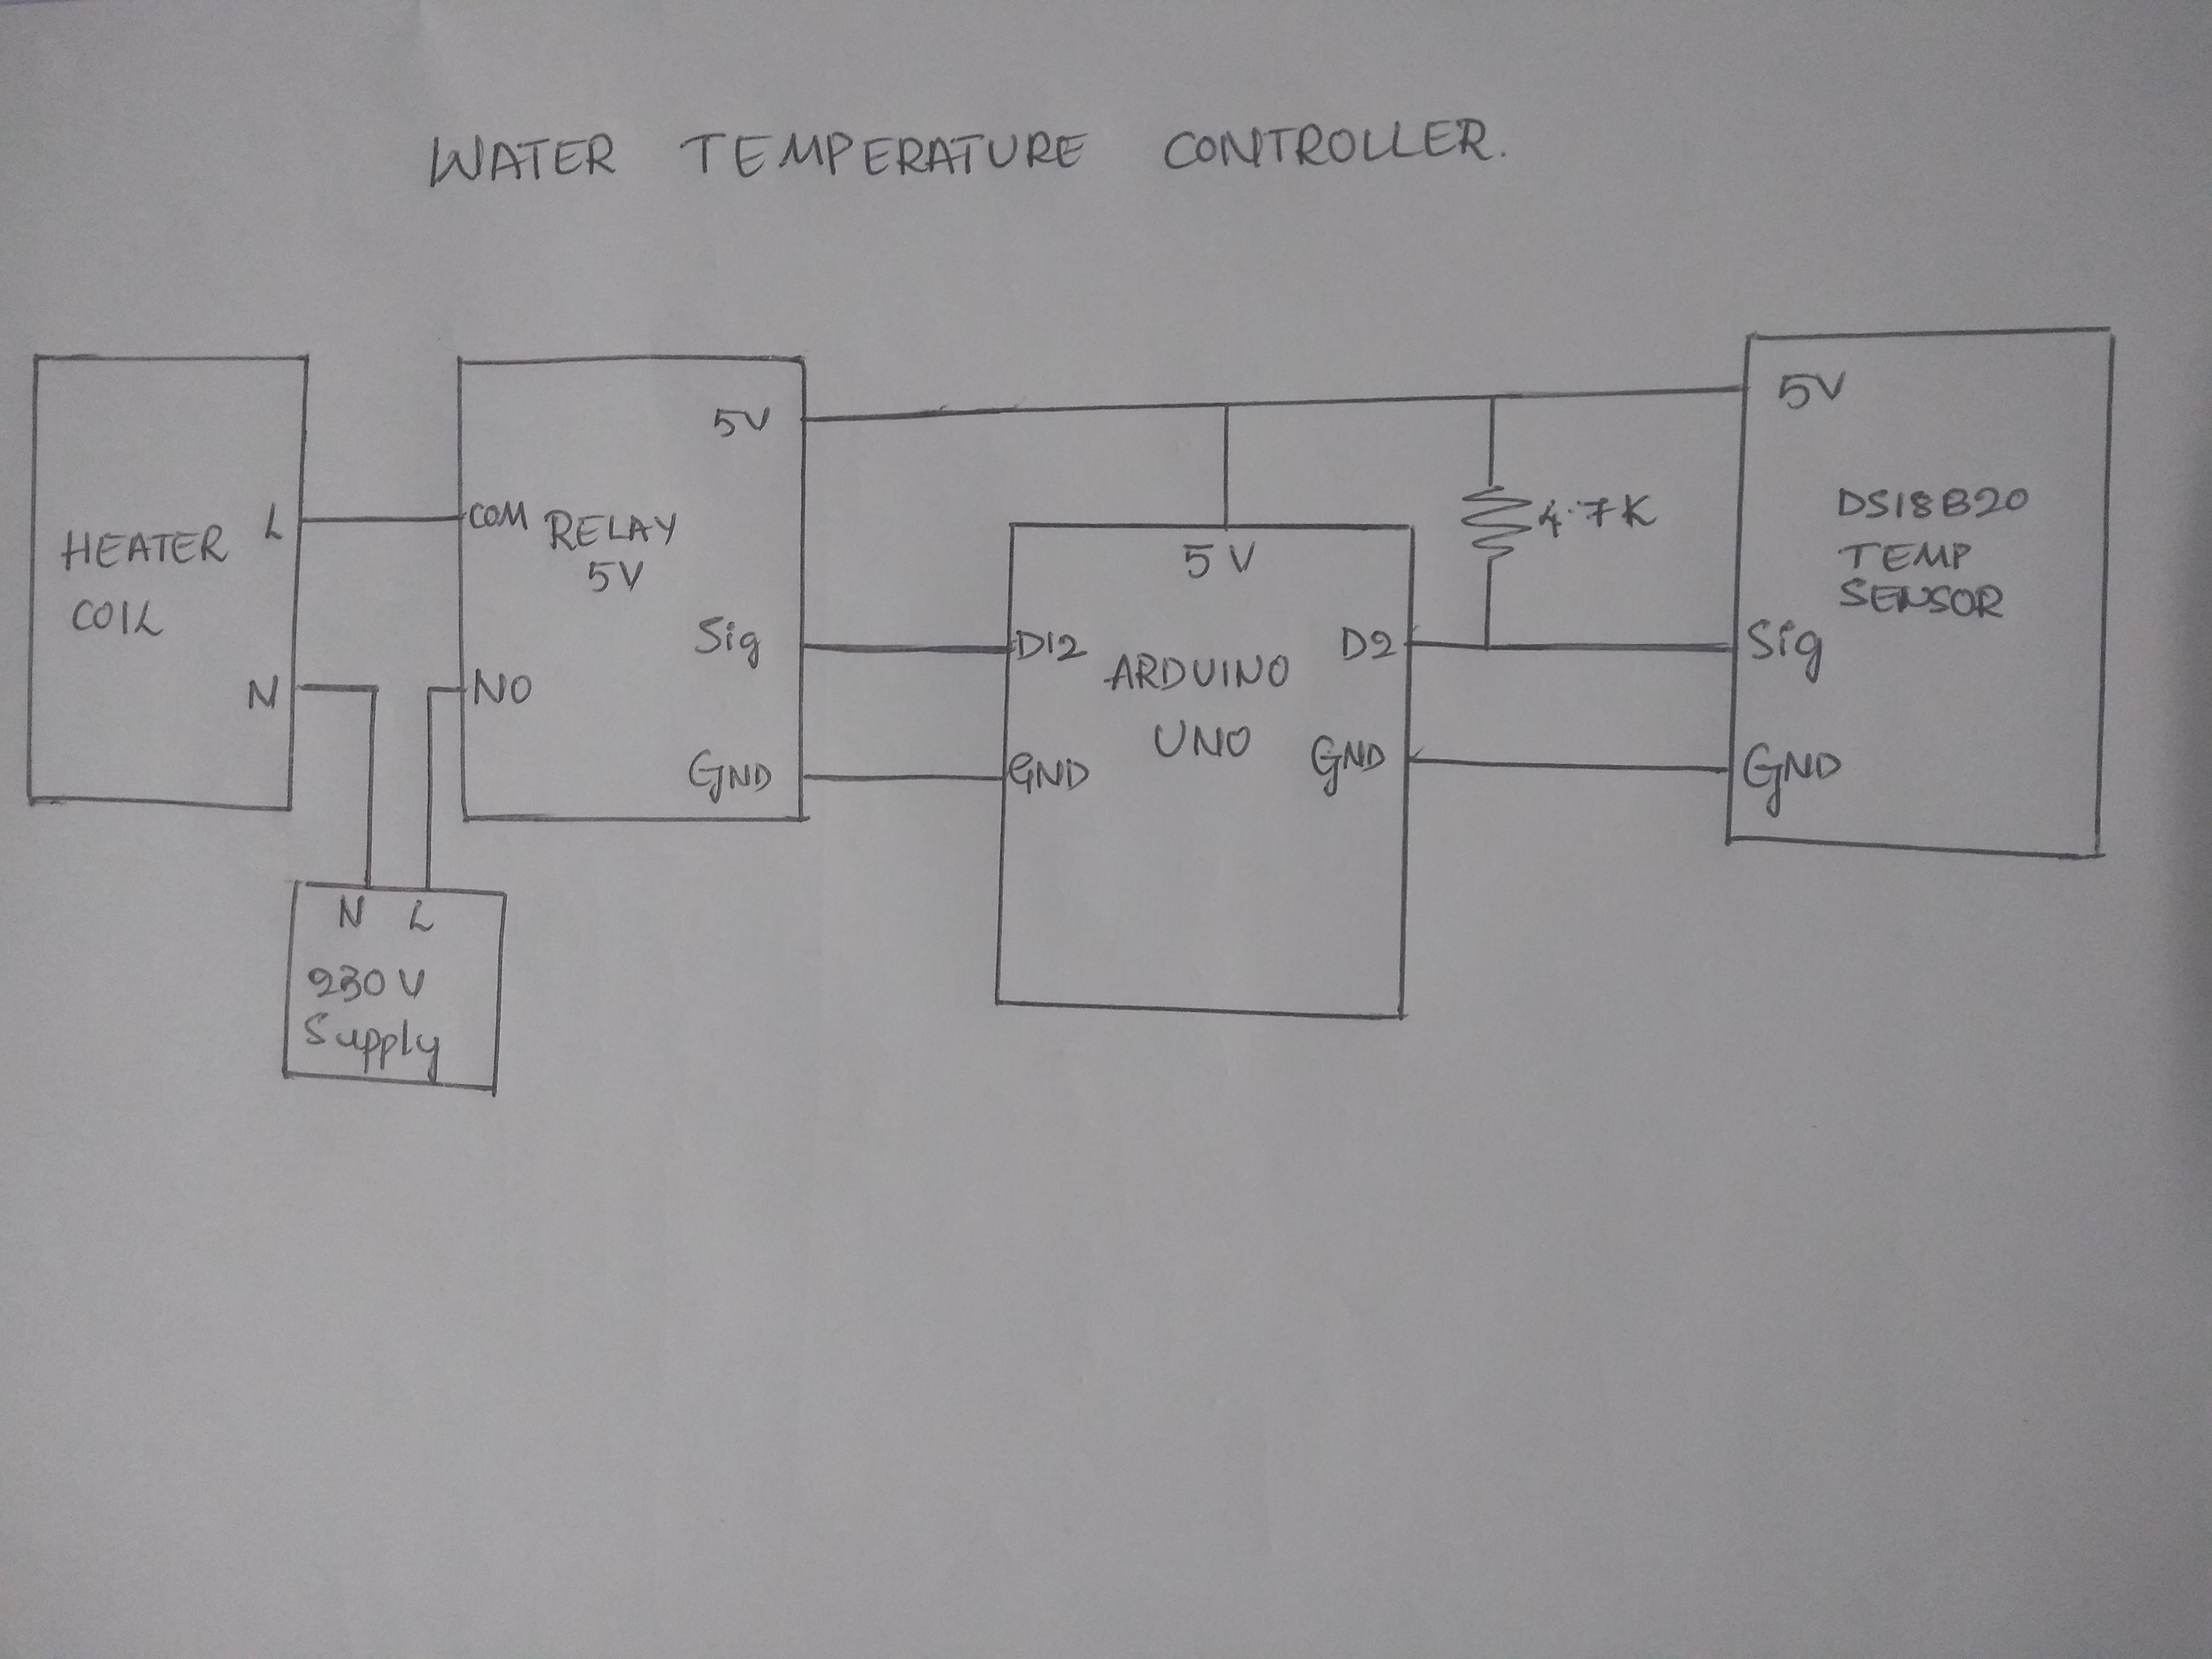 WATER TEMPERATURE CONTROLLER.
HEATER
COIL
L
N
COM
RELAY
5V
5V
Sig
NO
GND
N L
230V
Supply
5V
D12
D2
ARDUINO
UNO
GND
GND
4.7K
5V
DS18B20
TEMP
SENSOR
Sig
GND